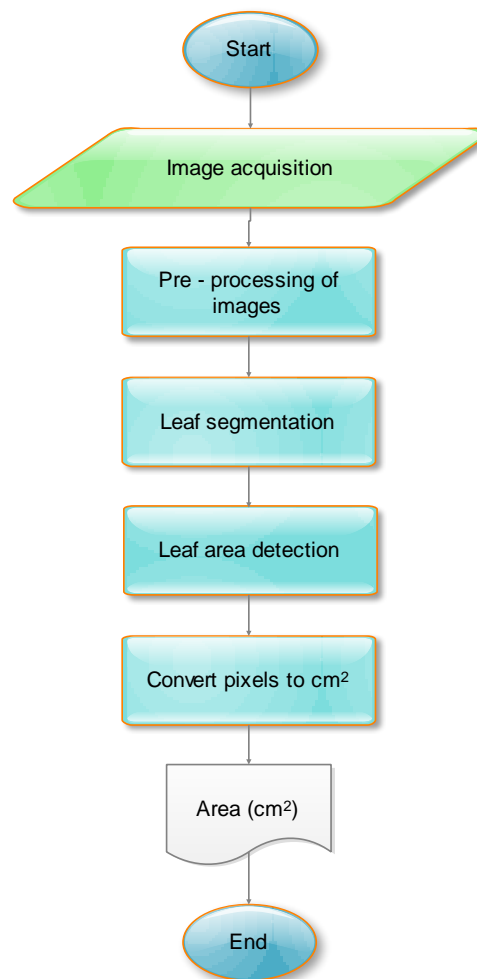 Start
Image acquisition
Pre - processing of
images
Leaf segmentation
Leaf area detection
Convert pixels to cm²
Area (cm²)
End